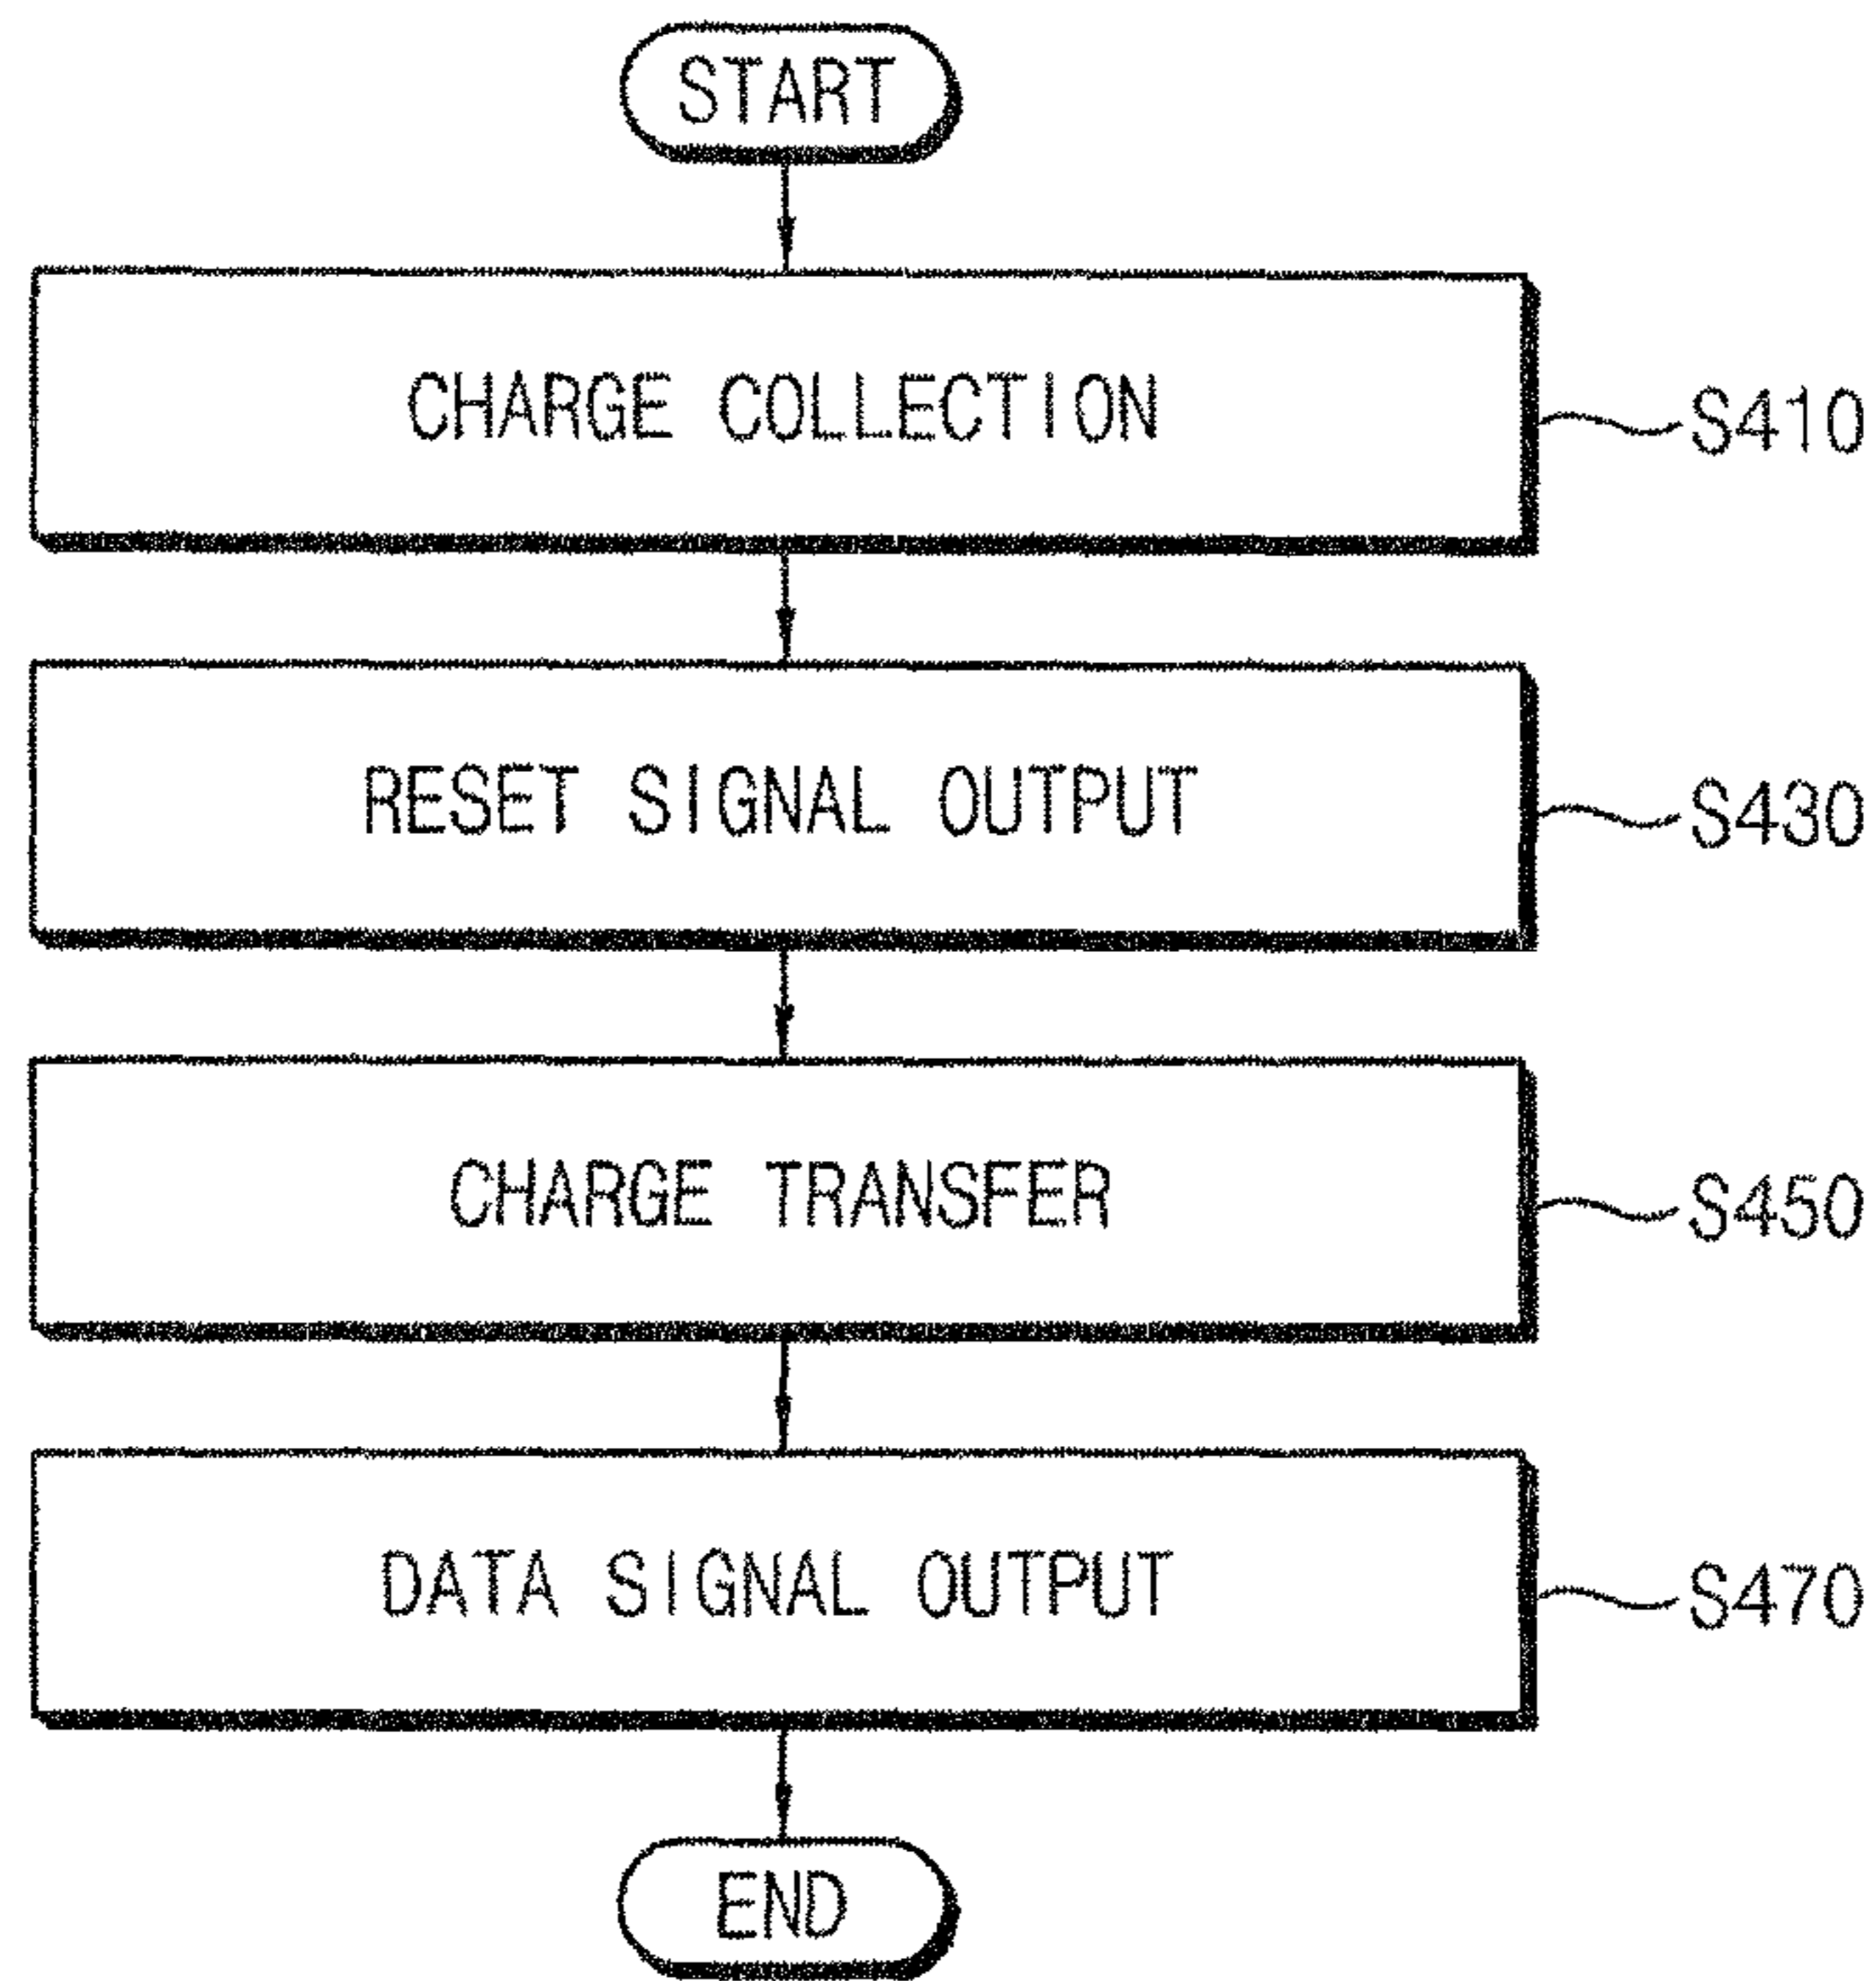 START
CHARGE COLLECTION
S410
RESET SIGNAL OUTPUT
S430
CHARGE TRANSFER
S450
DATA SIGNAL OUTPUT
S470
END